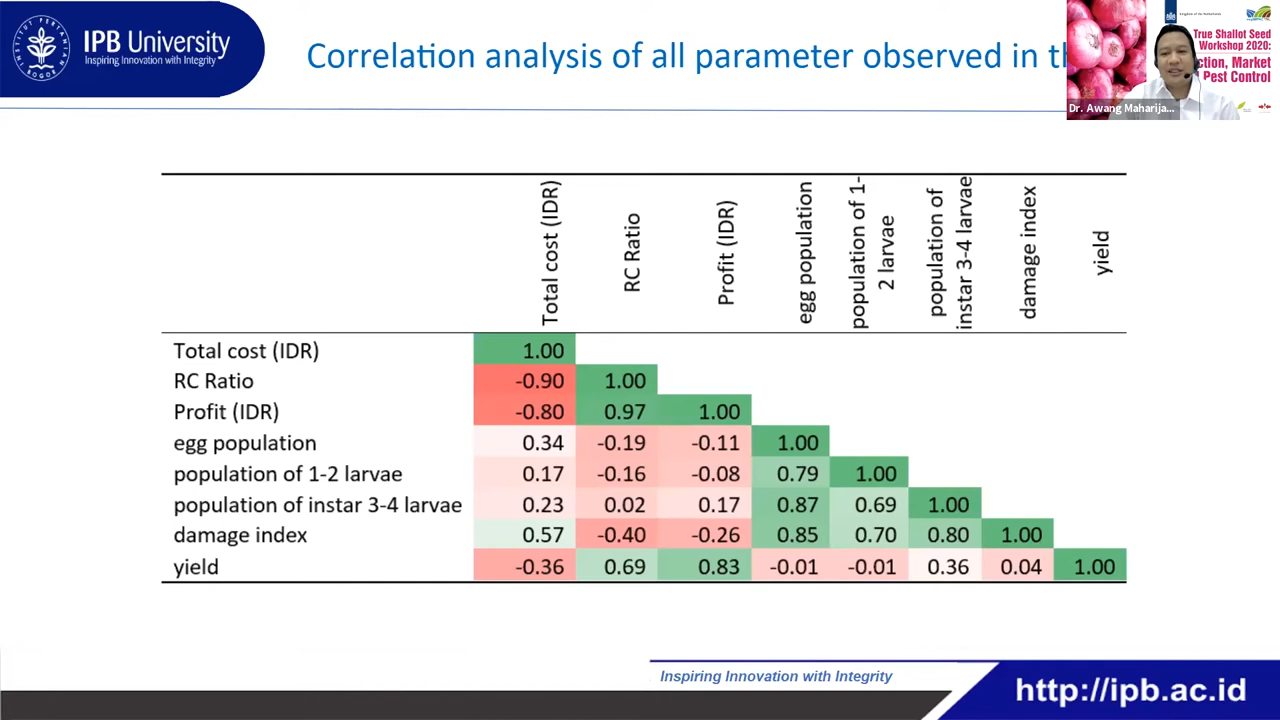 IPB University
Inspiring Innovation with Integrity
INSTITUT PERTANIAN
BOGOR
Correlation analysis of all parameter observed in
Kingdom of the Netherlands
True Shallot Seed
Workshop 2020:
ction, Market
Pest Control
Dr. Awang Maharija...
Total cost (IDR) RC Ratio Profit (IDR) egg population population of 1-2 larvae population of instar 3-4 larvae damage index yield
Total cost (IDR) 1.00
RC Ratio -0.90 1.00
Profit (IDR) -0.80 0.97 1.00
egg population 0.34 -0.19 -0.11 1.00
population of 1-2 larvae 0.17 -0.16 -0.08 0.79 1.00
population of instar 3-4 larvae 0.23 0.02 0.17 0.87 0.69 1.00
damage index 0.57 -0.40 -0.26 0.85 0.70 0.80 1.00
yield -0.36 0.69 0.83 -0.01 -0.01 0.36 0.04 1.00
Inspiring Innovation with Integrity
http://ipb.ac.id